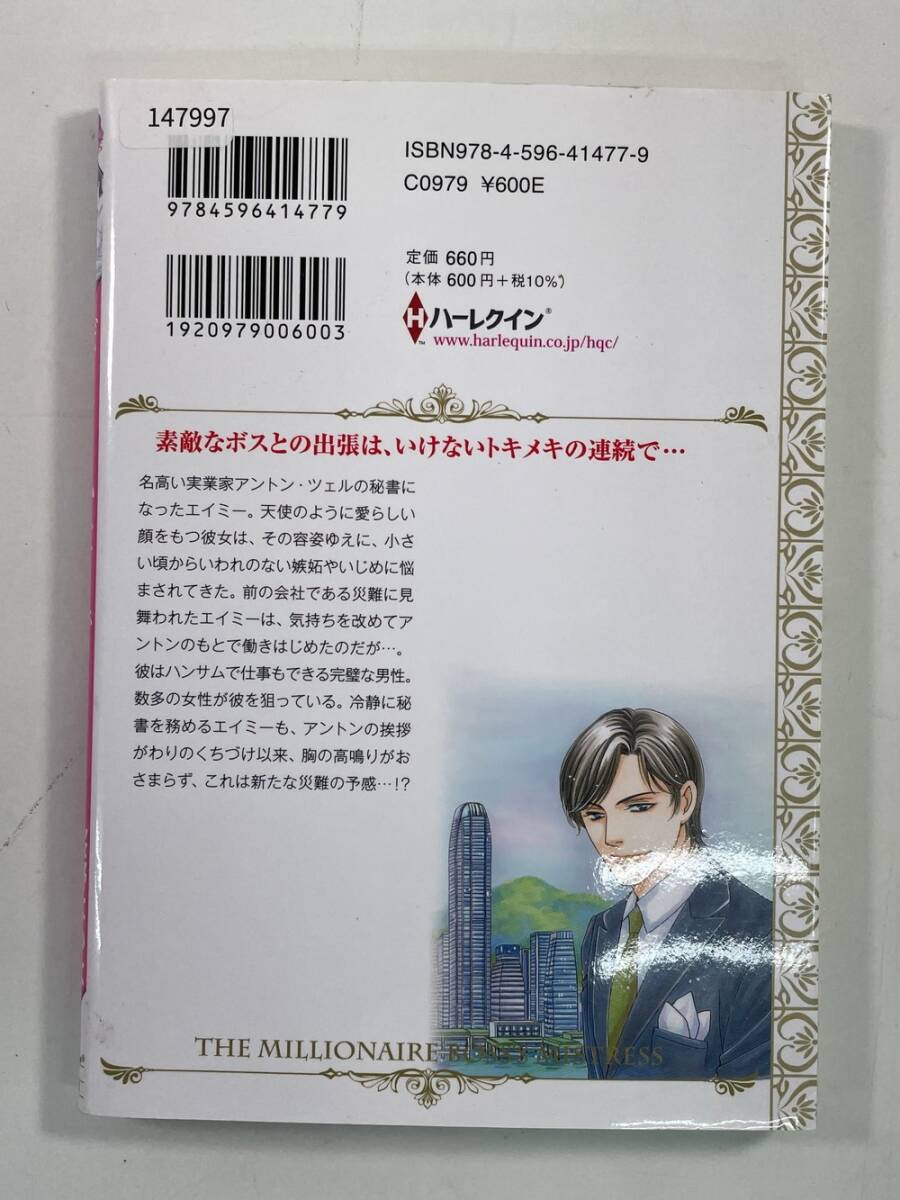 147997
ISBN978-4-596-41477-9
C0979 ¥600E
9784596414779
定価 660円
(本体 600円+税10%)
1920979006003
H ハーレクイン®
™
www.harlequin.co.jp/hqc/
素敵なボスとの出張は、いけないトキメキの連続で…
名高い実業家アントン・ツェルの秘書に
なったエイミー。天使のように愛らしい
顔をもつ彼女は、その容姿ゆえに、小さ
い頃からいわれのない嫉妬やいじめに悩
まされてきた。前の会社である災難に見
舞われたエイミーは、気持ちを改めてア
ントンのもとで働きはじめたのだが…。
彼はハンサムで仕事もできる完璧な男性。
数多の女性が彼を狙っている。冷静に秘
書を務めるエイミーも、アントンの挨拶
がわりのくちづけ以来、胸の高鳴りがお
さまらず、これは新たな災難の予感…!?
THE MILLIONAIRE BOSS'S MISTRESS